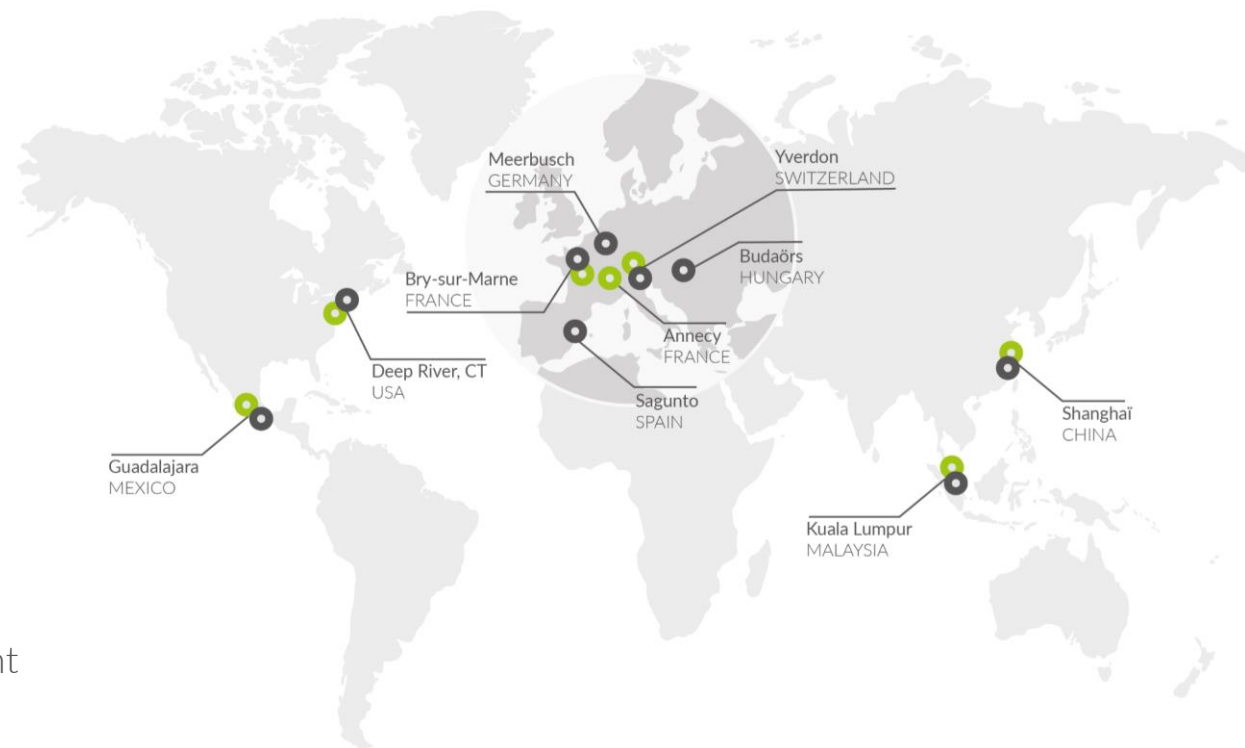 Meerbusch
GERMANY
Yverdon
SWITZERLAND
Budaörs
HUNGARY
Bry-sur-Marne
FRANCE
Annecy
FRANCE
Deep River, CT
USA
Sagunto
SPAIN
Shanghaï
CHINA
Guadalajara
MEXICO
Kuala Lumpur
MALAYSIA
nt